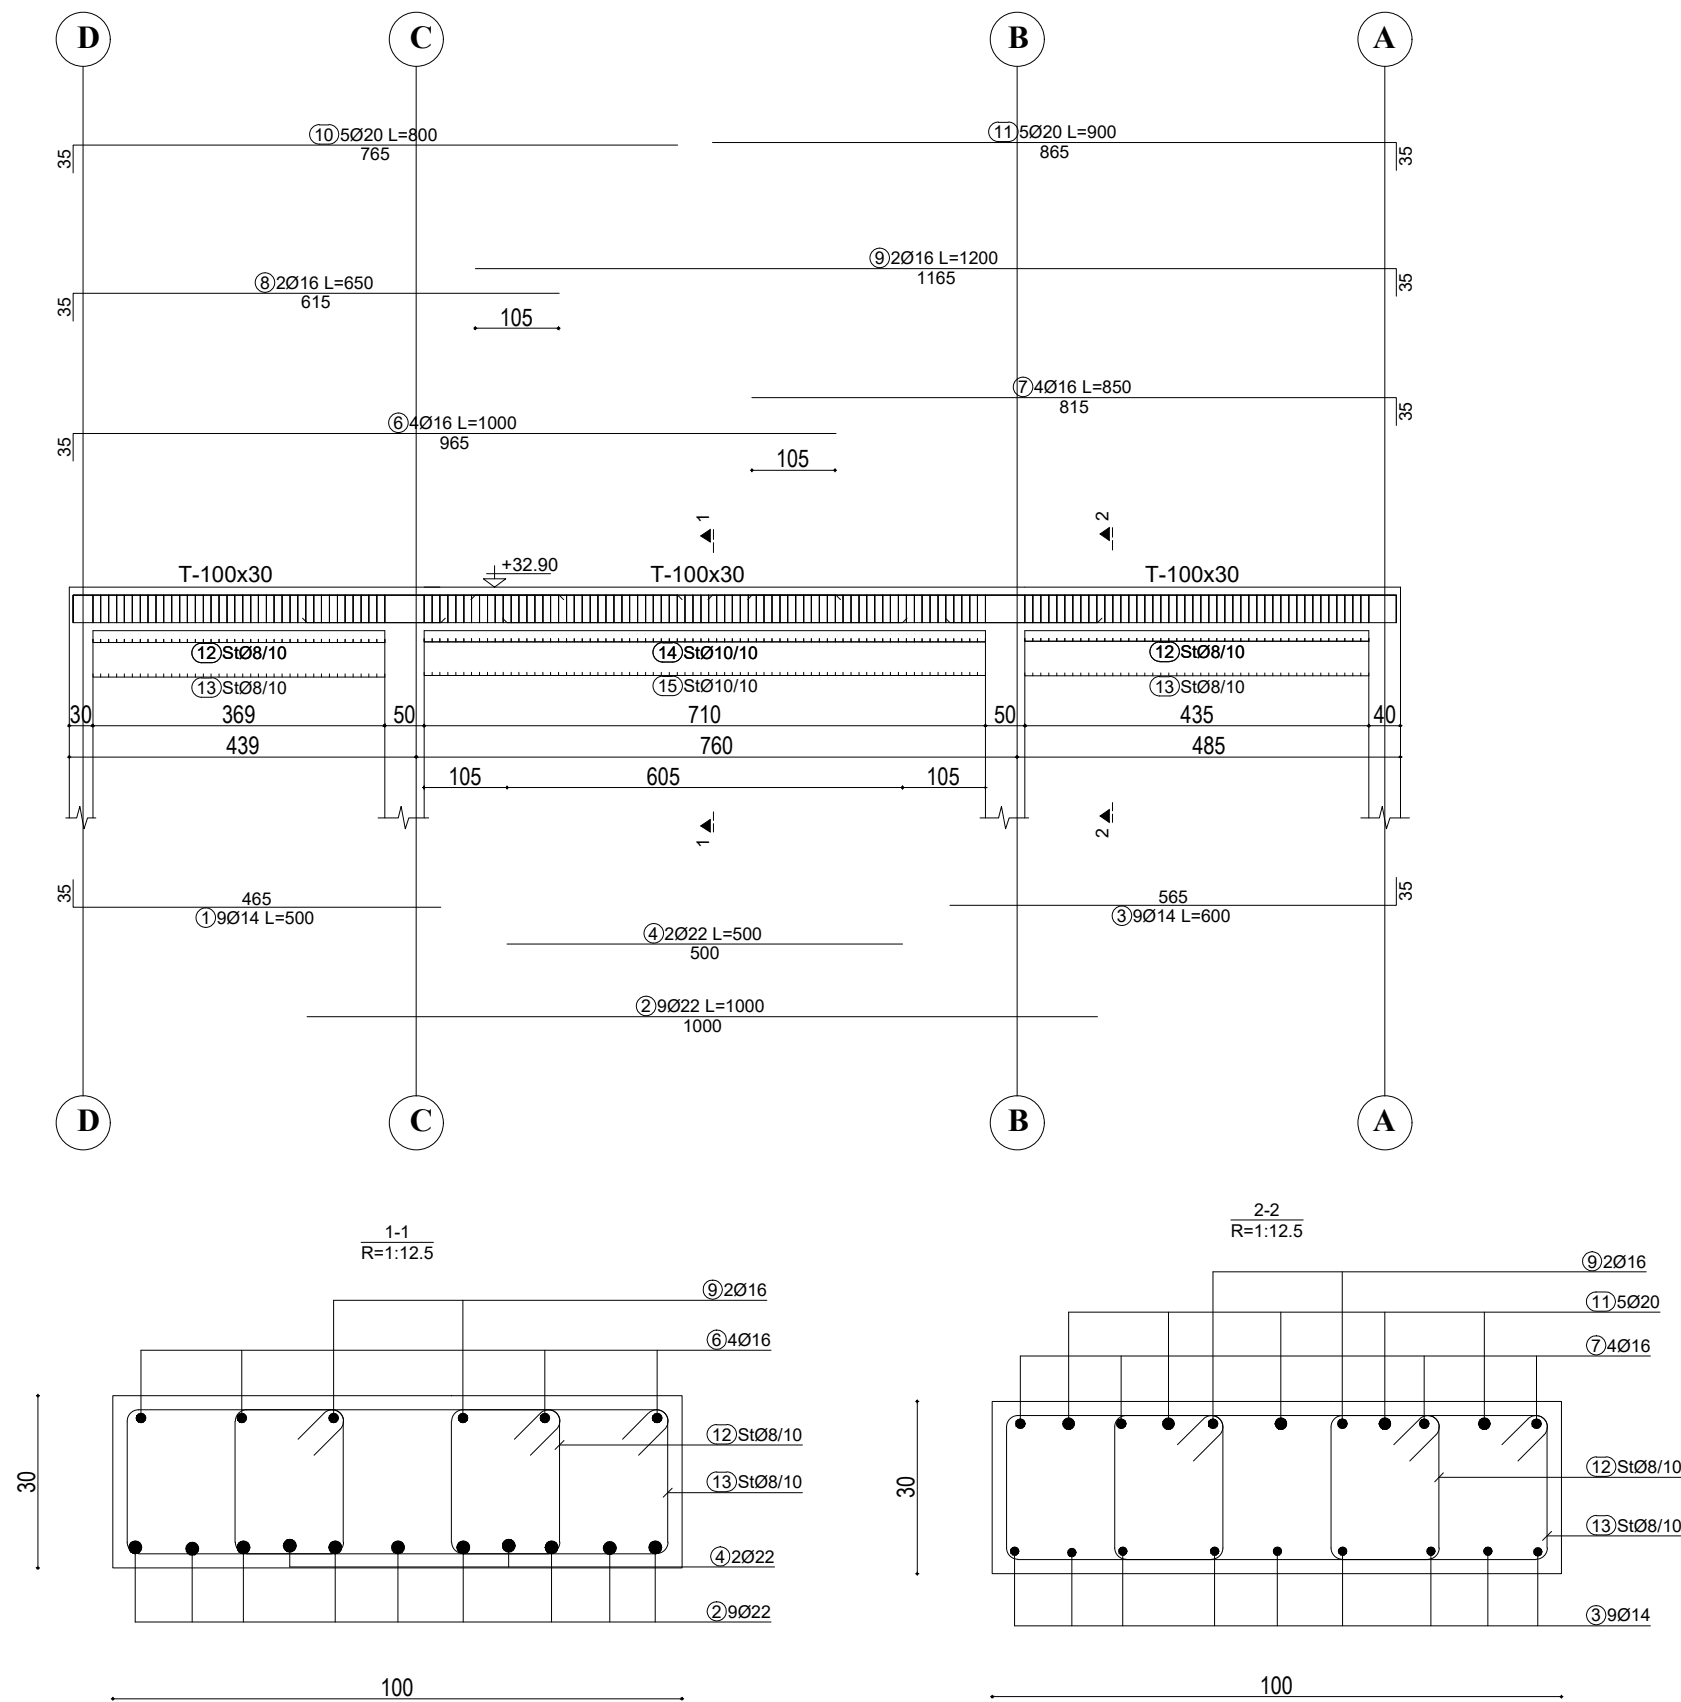 D C B A
⑩5Ø20 L=800
765
35
⑪5Ø20 L=900
865
35
⑨2Ø16 L=1200
1165
35
⑧2Ø16 L=650
615
35
105
⑦4Ø16 L=850
815
35
⑥4Ø16 L=1000
965
35
105
1 2
+32.90
T-100x30 T-100x30 T-100x30
⑫StØ8/10 ⑭StØ10/10 ⑫StØ8/10
⑬StØ8/10 ⑮StØ10/10 ⑬StØ8/10
30 369 50 710 50 435 40
439 760 485
105 605 105
1 2
35
465
①9Ø14 L=500
565
③9Ø14 L=600
35
④2Ø22 L=500
500
②9Ø22 L=1000
1000
D C B A
1-1
R=1:12.5
⑨2Ø16
⑥4Ø16
⑫StØ8/10
⑬StØ8/10
④2Ø22
②9Ø22
30
100
2-2
R=1:12.5
⑨2Ø16
⑪5Ø20
⑦4Ø16
⑫StØ8/10
⑬StØ8/10
③9Ø14
30
100